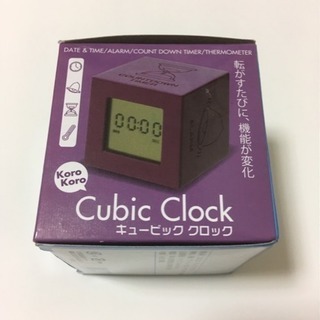 DATE & TIME/ALARM/COUNT DOWN TIMER/THERMOMETER
転がすたびに、機能が変化
00:00
Koro
Koro
Cubic Clock
キュービック クロック